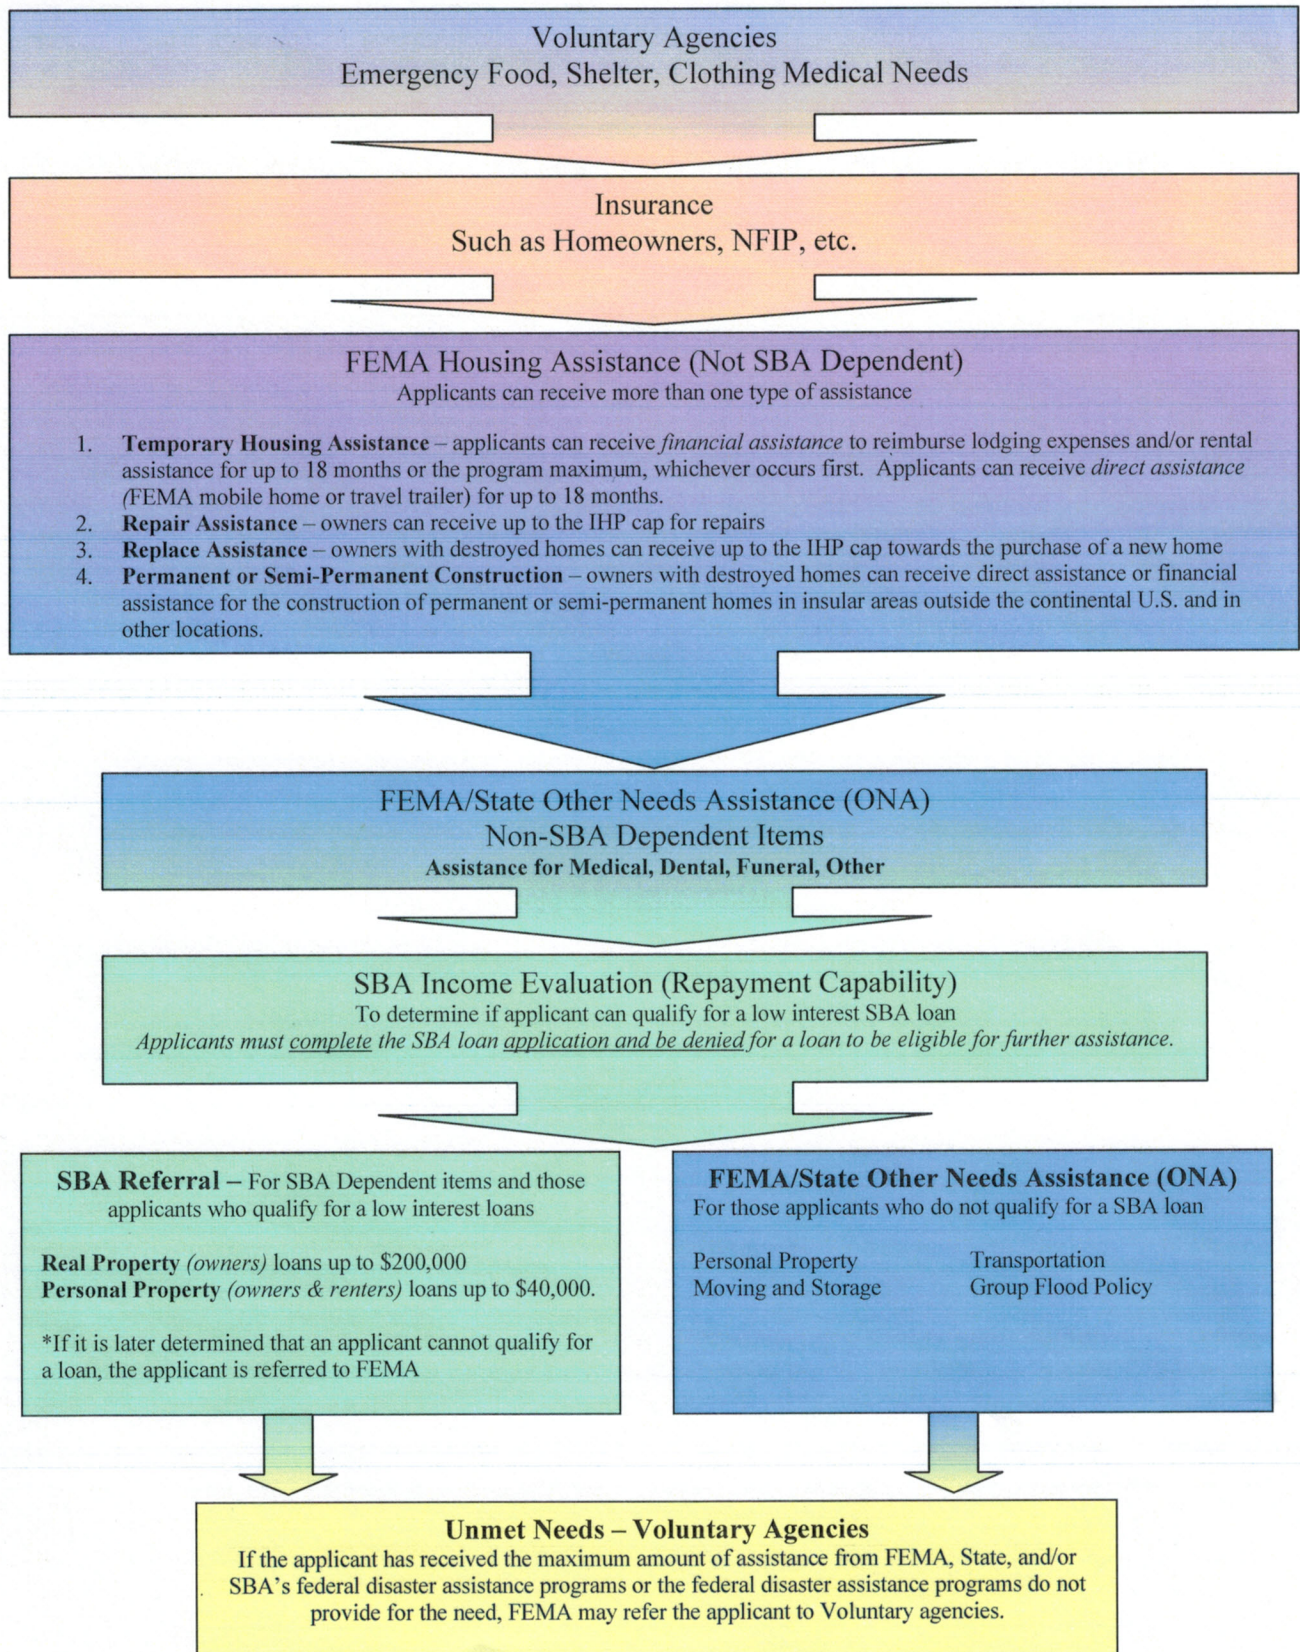 Voluntary Agencies
Emergency Food, Shelter, Clothing Medical Needs
Insurance
Such as Homeowners, NFIP, etc.
FEMA Housing Assistance (Not SBA Dependent)
Applicants can receive more than one type of assistance
1. Temporary Housing Assistance – applicants can receive financial assistance to reimburse lodging expenses and/or rental
assistance for up to 18 months or the program maximum, whichever occurs first. Applicants can receive direct assistance
(FEMA mobile home or travel trailer) for up to 18 months.
2. Repair Assistance – owners can receive up to the IHP cap for repairs
3. Replace Assistance – owners with destroyed homes can receive up to the IHP cap towards the purchase of a new home
4. Permanent or Semi-Permanent Construction – owners with destroyed homes can receive direct assistance or financial
assistance for the construction of permanent or semi-permanent homes in insular areas outside the continental U.S. and in
other locations.
FEMA/State Other Needs Assistance (ONA)
Non-SBA Dependent Items
Assistance for Medical, Dental, Funeral, Other
SBA Income Evaluation (Repayment Capability)
To determine if applicant can qualify for a low interest SBA loan
Applicants must complete the SBA loan application and be denied for a loan to be eligible for further assistance.
SBA Referral – For SBA Dependent items and those
applicants who qualify for a low interest loans
Real Property (owners) loans up to $200,000
Personal Property (owners & renters) loans up to $40,000.
*If it is later determined that an applicant cannot qualify for
a loan, the applicant is referred to FEMA
FEMA/State Other Needs Assistance (ONA)
For those applicants who do not qualify for a SBA loan
Personal Property Transportation
Moving and Storage Group Flood Policy
Unmet Needs – Voluntary Agencies
If the applicant has received the maximum amount of assistance from FEMA, State, and/or
SBA's federal disaster assistance programs or the federal disaster assistance programs do not
provide for the need, FEMA may refer the applicant to Voluntary agencies.